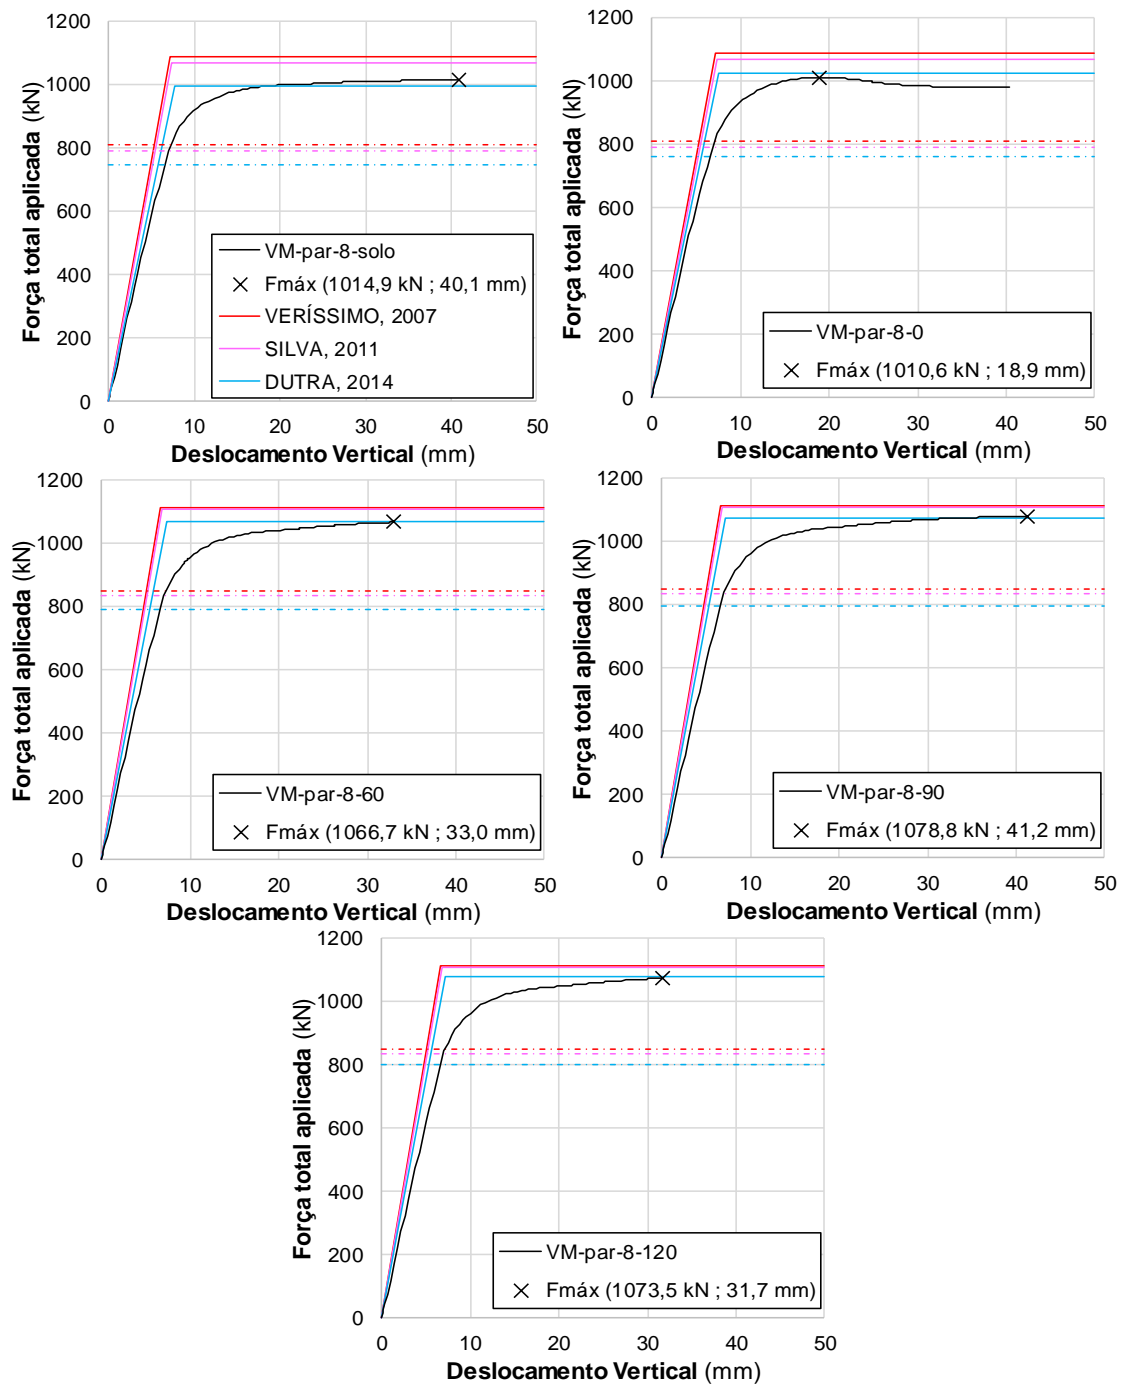 1200
1000
800
600
400
200
0
Força total aplicada (kN)
VM-par-8-solo
Fmáx (1014,9 kN ; 40,1 mm)
VERÍSSIMO, 2007
SILVA, 2011
DUTRA, 2014
0 10 20 30 40 50
Deslocamento Vertical (mm)
1200
1000
800
600
400
200
0
Força total aplicada (kN)
VM-par-8-0
Fmáx (1010,6 kN ; 18,9 mm)
0 10 20 30 40 50
Deslocamento Vertical (mm)
1200
1000
800
600
400
200
0
Força total aplicada (kN)
VM-par-8-60
Fmáx (1066,7 kN ; 33,0 mm)
0 10 20 30 40 50
Deslocamento Vertical (mm)
1200
1000
800
600
400
200
0
Força total aplicada (kN)
VM-par-8-90
Fmáx (1078,8 kN ; 41,2 mm)
0 10 20 30 40 50
Deslocamento Vertical (mm)
1200
1000
800
600
400
200
0
Força total aplicada (kN)
VM-par-8-120
Fmáx (1073,5 kN ; 31,7 mm)
0 10 20 30 40 50
Deslocamento Vertical (mm)